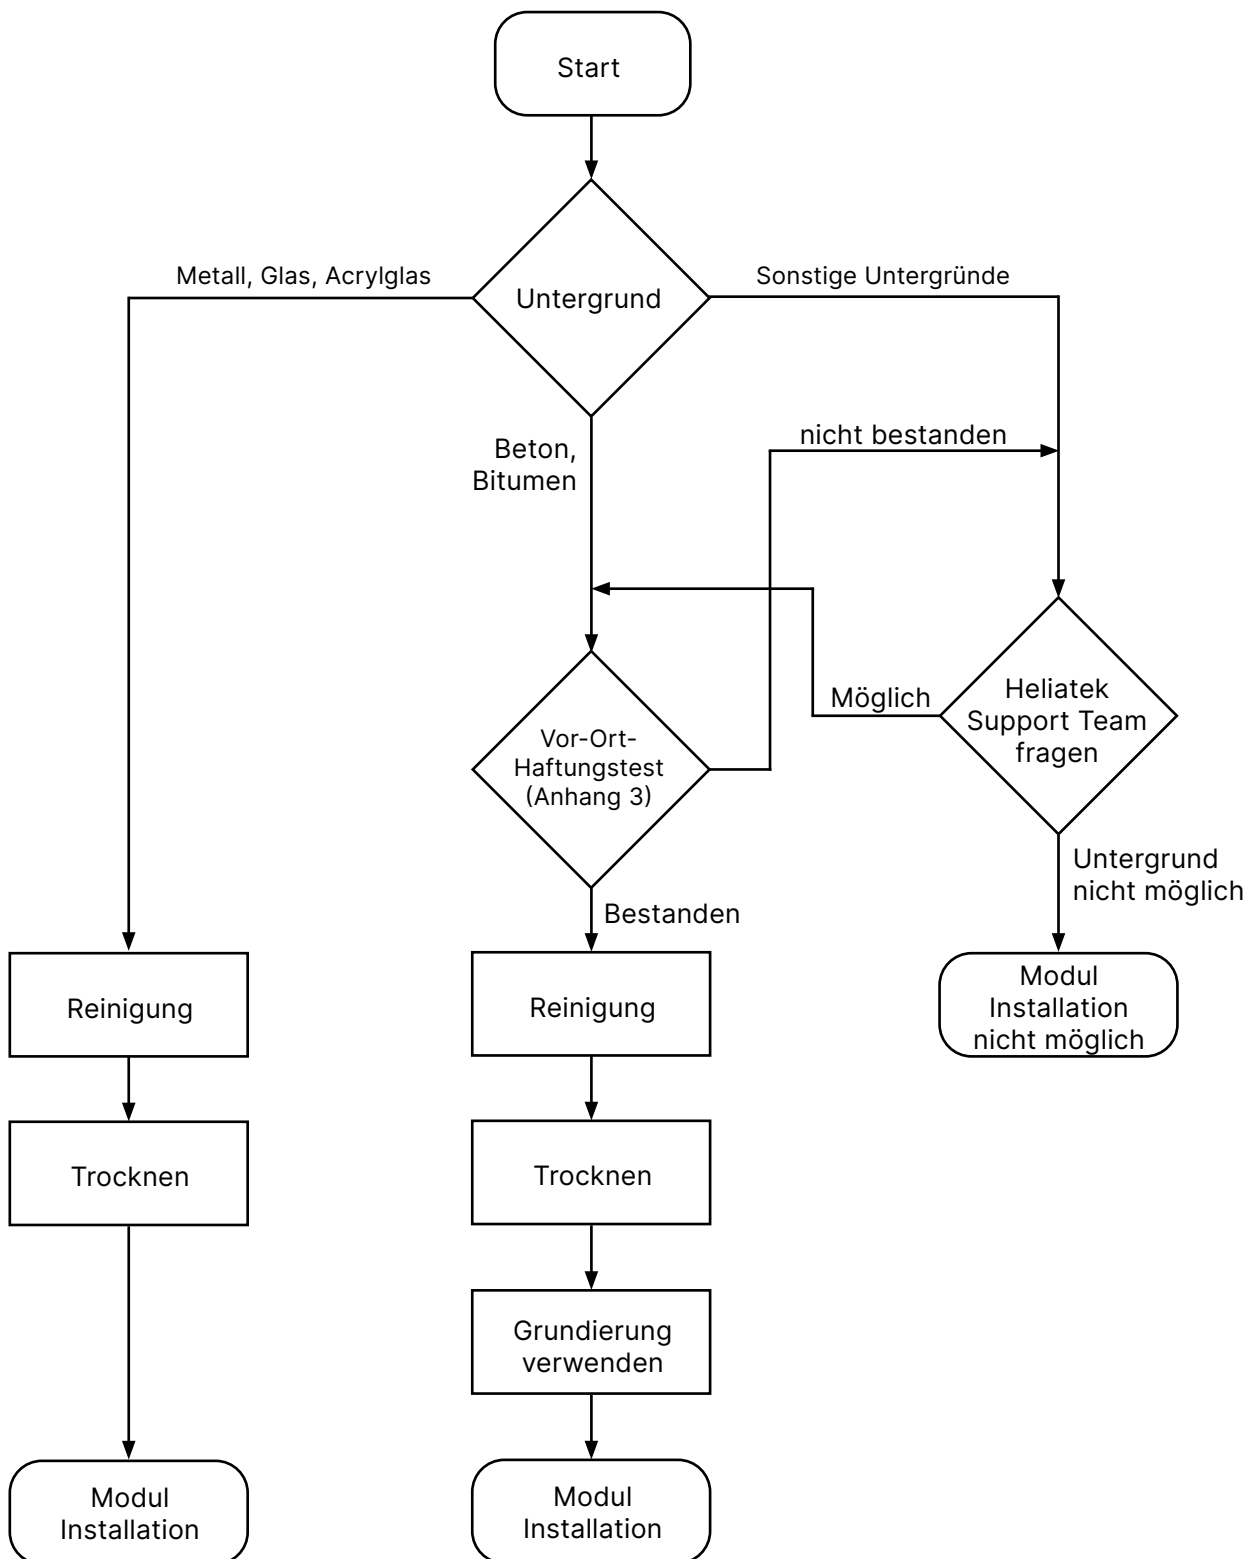 Start
Metall, Glas, Acrylglas
Sonstige Untergründe
Untergrund
Beton,
Bitumen
nicht bestanden
Möglich
Heliatek
Support Team
fragen
Vor-Ort-
Haftungstest
(Anhang 3)
Untergrund
nicht möglich
Bestanden
Reinigung
Reinigung
Modul
Installation
nicht möglich
Trocknen
Trocknen
Grundierung
verwenden
Modul
Installation
Modul
Installation